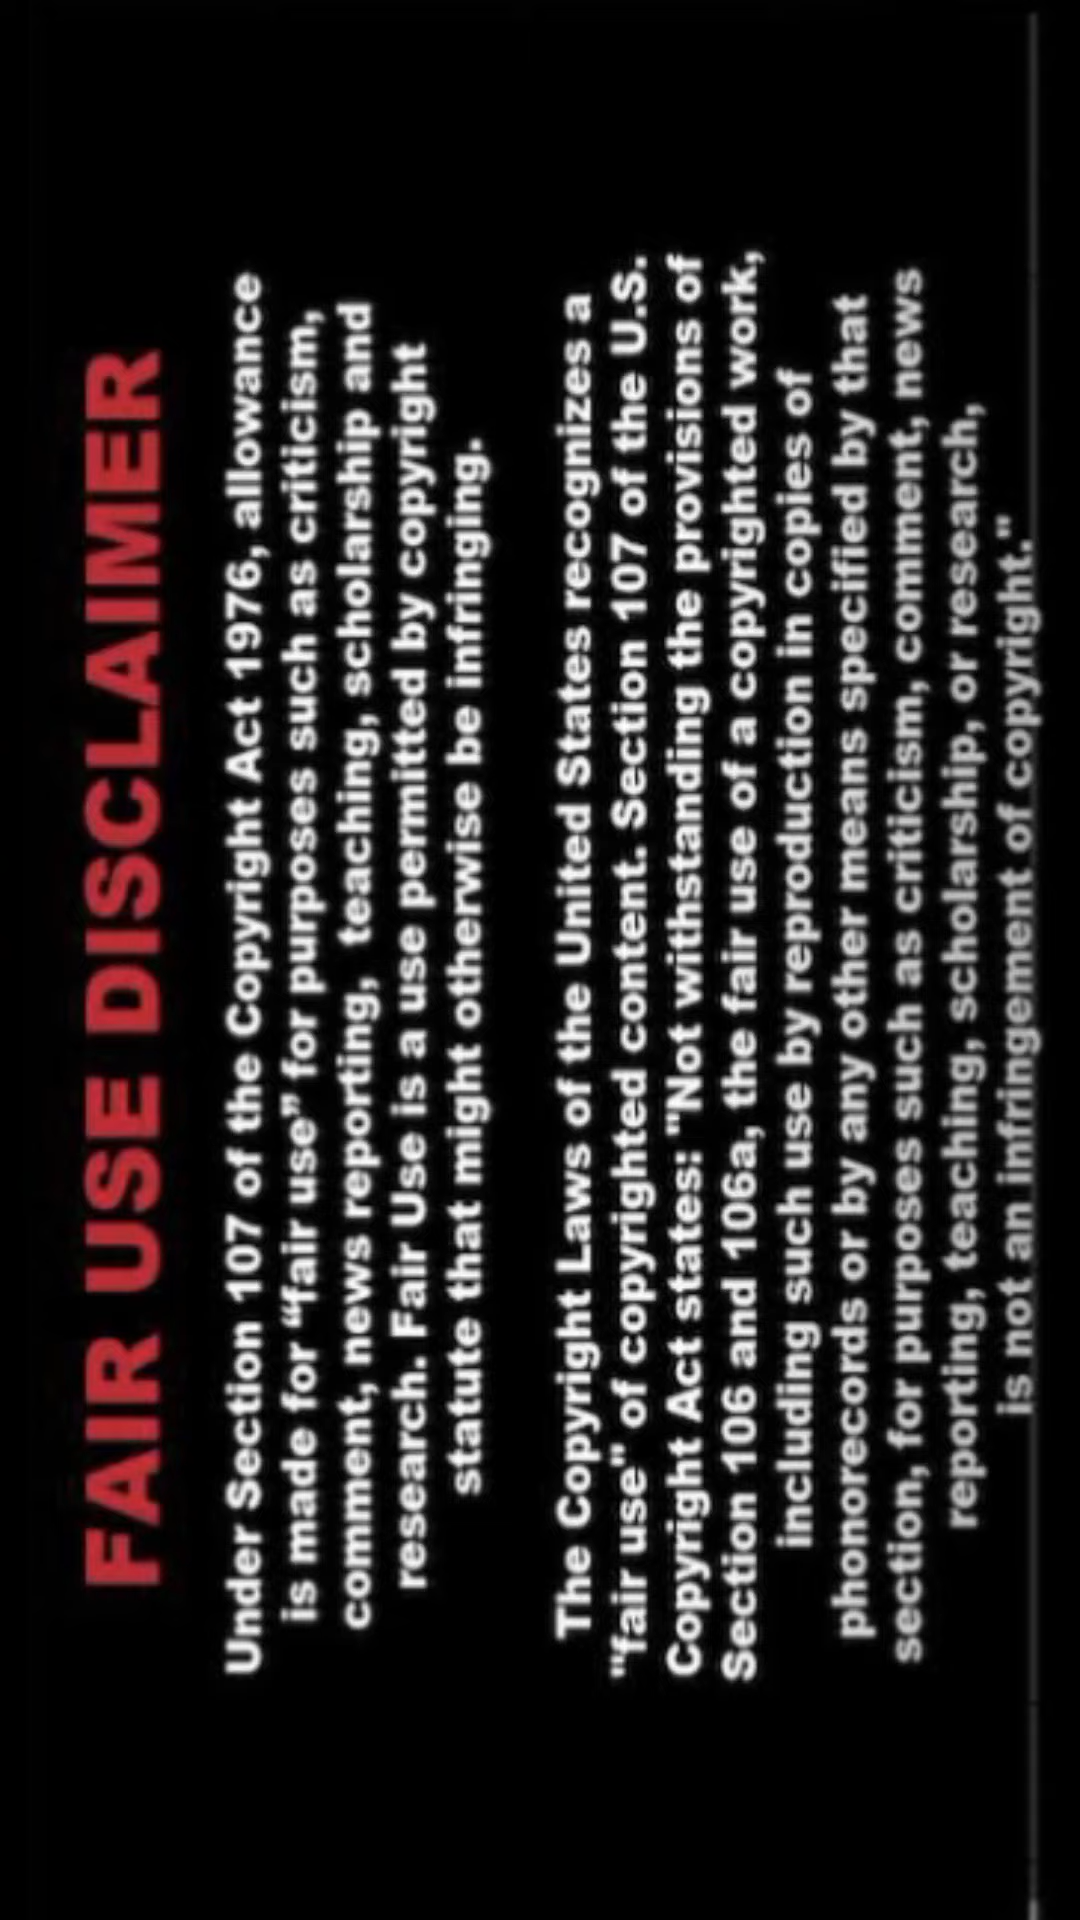 FAIR USE DISCLAIMER
Under Section 107 of the Copyright Act 1976, allowance
is made for “fair use” for purposes such as criticism,
comment, news reporting, teaching, scholarship and
research. Fair Use is a use permitted by copyright
statute that might otherwise be infringing.
The Copyright Laws of the United States recognizes a
"fair use" of copyrighted content. Section 107 of the U.S.
Copyright Act states: "Not withstanding the provisions of
Section 106 and 106a, the fair use of a copyrighted work,
including such use by reproduction in copies of
phonorecords or by any other means specified by that
section, for purposes such as criticism, comment, news
reporting, teaching, scholarship, or research,
is not an infringement of copyright."